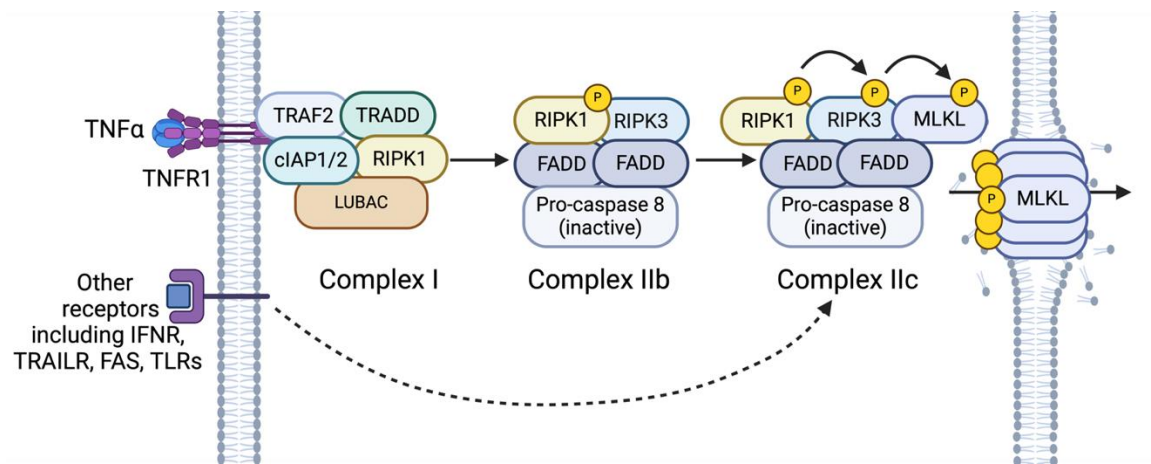 TNFα
TNFR1
TRAF2
TRADD
cIAP1/2
RIPK1
LUBAC
Complex I
P
RIPK1
RIPK3
FADD
FADD
Pro-caspase 8
(inactive)
Complex IIb
P
P
P
RIPK1
RIPK3
MLKL
FADD
FADD
Pro-caspase 8
(inactive)
Complex IIc
P
MLKL
Other
receptors
including IFNR,
TRAILR, FAS, TLRs